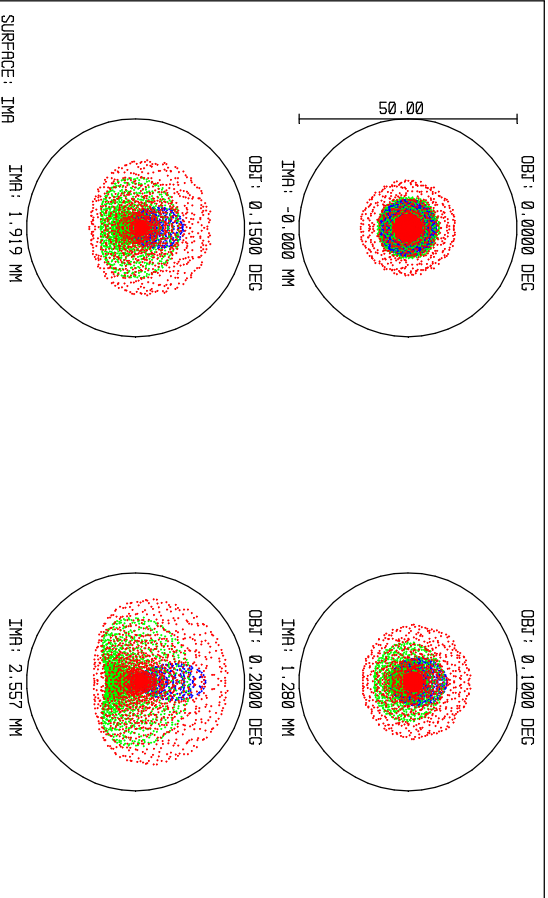 OBJ: 0.0000 DEG
OBJ: 0.1000 DEG
50.00
IMA: -0.000 MM
IMA: 1.280 MM
OBJ: 0.1500 DEG
OBJ: 0.2000 DEG
IMA: 1.919 MM
IMA: 2.557 MM
SURFACE: IMA